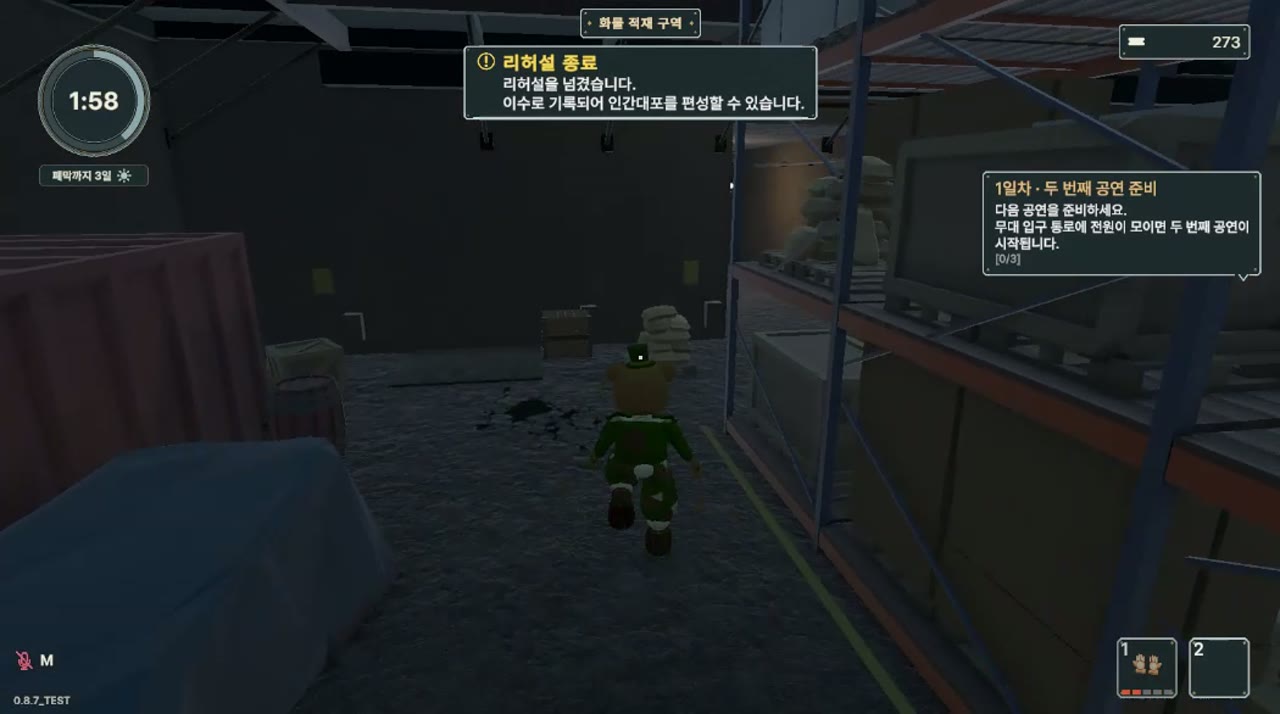 화물 적재 구역
1:58
폐막까지 3일
리허설 종료
리허설을 넘겼습니다.
이수로 기록되어 인간대포를 편성할 수 있습니다.
273
1일차 · 두 번째 공연 준비
다음 공연을 준비하세요.
무대 입구 통로에 전원이 모이면 두 번째 공연이
시작됩니다.
[0/3]
M
0.8.7_TEST
1
2